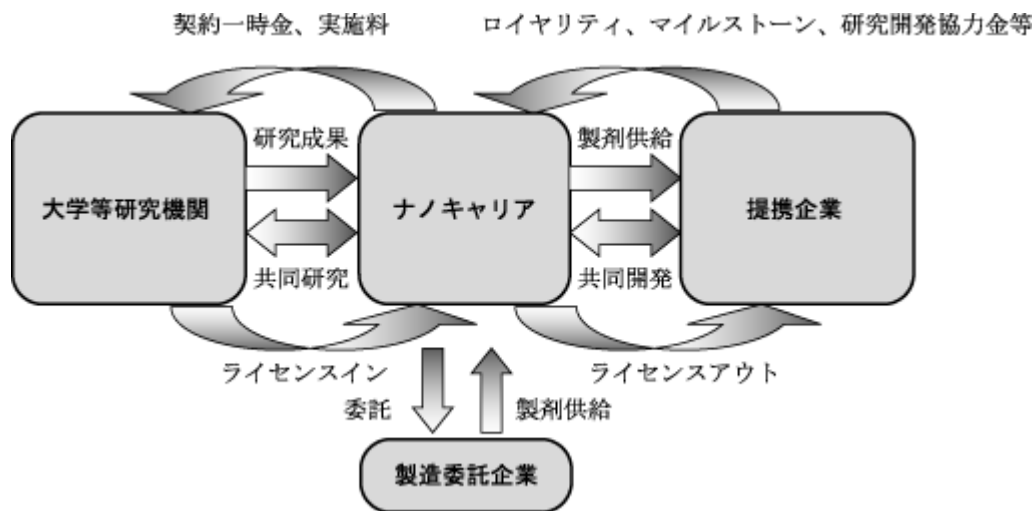 契約一時金、実施料
ロイヤリティ、マイルストーン、研究開発協力金等
研究成果
製剤供給
大学等研究機関
ナノキャリア
提携企業
共同研究
共同開発
ライセンスイン
ライセンスアウト
委託
製剤供給
製造委託企業